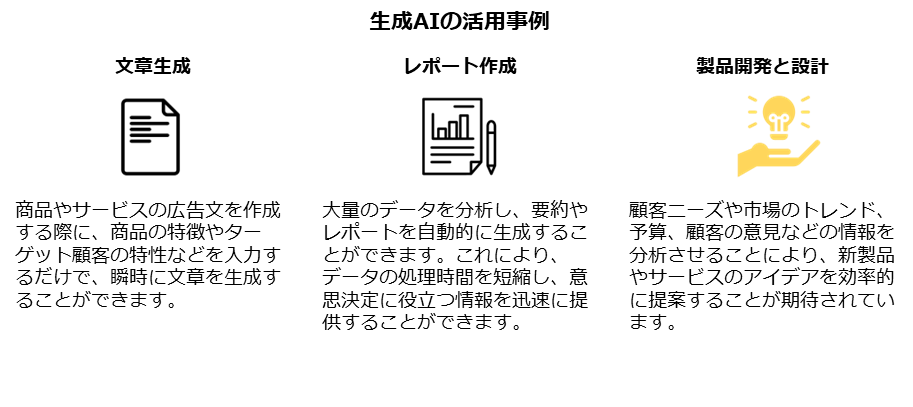 生成AIの活用事例
文章生成
商品やサービスの広告文を作成
する際に、商品の特徴やター
ゲット顧客の特性などを入力す
るだけで、瞬時に文章を生成す
ることができます。
レポート作成
大量のデータを分析し、要約や
レポートを自動的に生成するこ
とができます。これにより、
データの処理時間を短縮し、意
思決定に役立つ情報を迅速に提
供することができます。
製品開発と設計
顧客ニーズや市場のトレンド、
予算、顧客の意見などの情報を
分析させることにより、新製品
やサービスのアイデアを効率的
に提案することが期待されてい
ます。